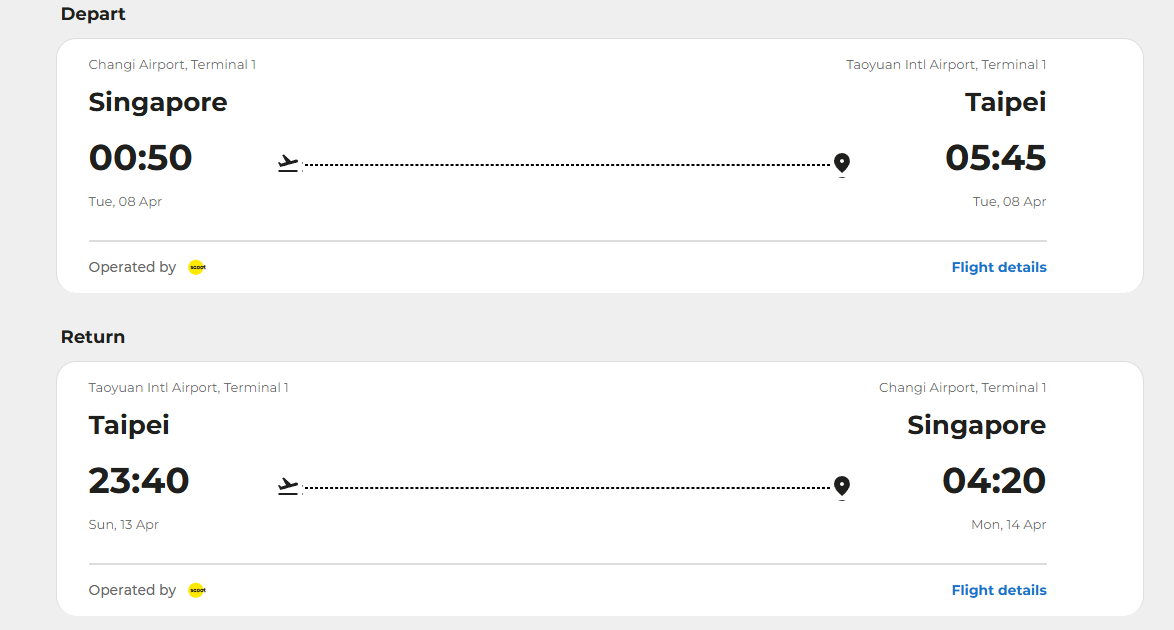 Depart
Changi Airport, Terminal 1
Taoyuan Intl Airport, Terminal 1
Singapore
Taipei
00:50
05:45
Tue, 08 Apr
Tue, 08 Apr
Operated by scoot
Flight details
Return
Taoyuan Intl Airport, Terminal 1
Changi Airport, Terminal 1
Taipei
Singapore
23:40
04:20
Sun, 13 Apr
Mon, 14 Apr
Operated by scoot
Flight details